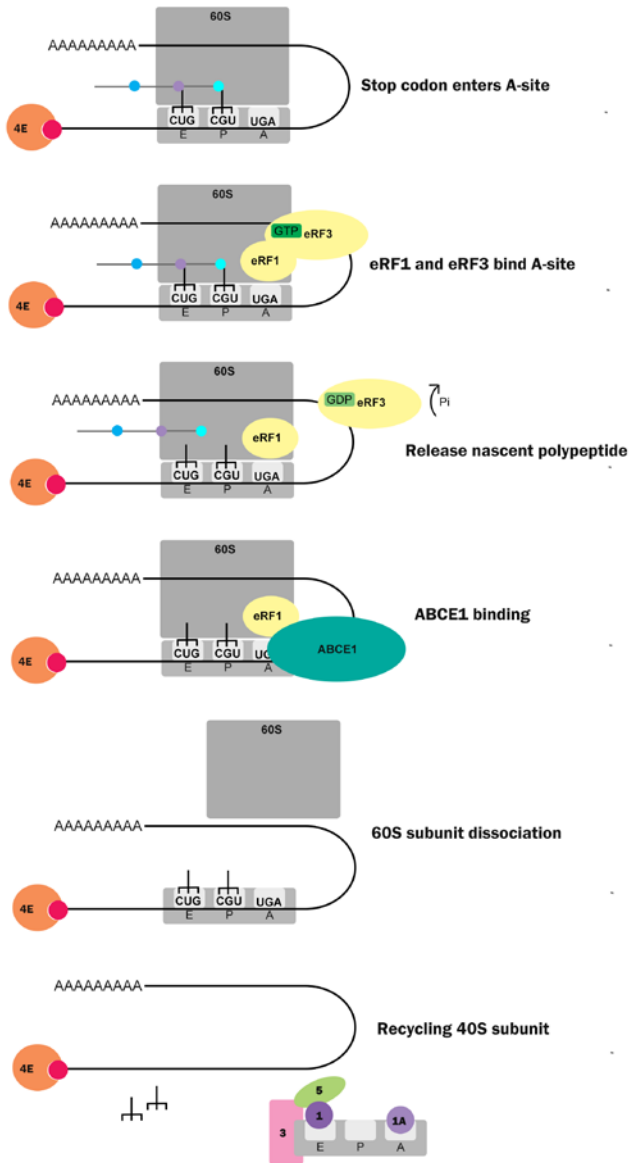 60S
AAAAAAAAA
Stop codon enters A-site
CUG CGU UGA
4E
E P A
60S
AAAAAAAAA
GTP eRF3
eRF1
eRF1 and eRF3 bind A-site
CUG CGU UGA
4E
E P A
60S
AAAAAAAAA
GDP eRF3
Pi
eRF1
Release nascent polypeptide
CUG CGU UGA
4E
E P A
60S
AAAAAAAAA
eRF1
ABCE1 binding
ABCE1
CUG CGU UG
4E
E P A
60S
AAAAAAAAA
60S subunit dissociation
CUG CGU UGA
4E
E P A
AAAAAAAAA
Recycling 40S subunit
4E
5
1 1A
3
E P A